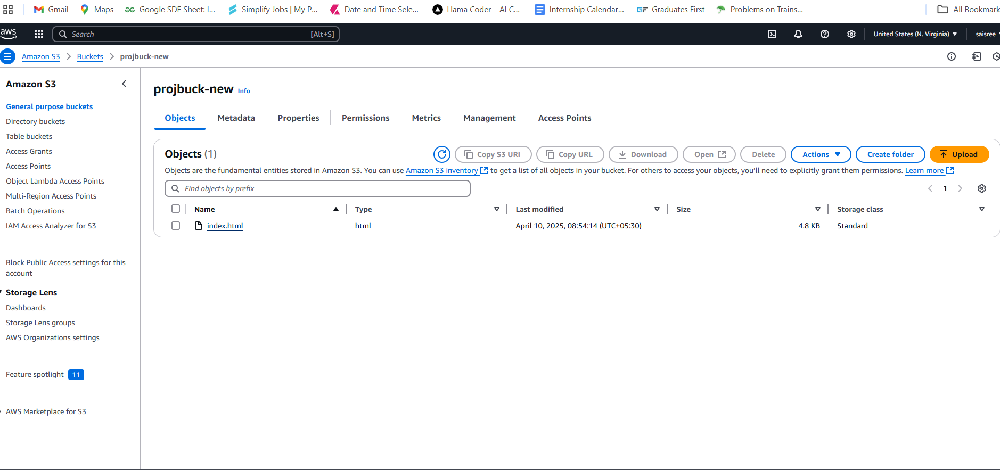 Gmail Maps Google SDE Sheet: I... Simplify Jobs | My P... Date and Time Sele... Llama Coder – AI C... Internship Calendar... Graduates First Problems on Trains... All Bookmark
aws Search [Alt+S] United States (N. Virginia) saisree
Amazon S3 Buckets projbuck-new
Amazon S3
General purpose buckets
Directory buckets
Table buckets
Access Grants
Access Points
Object Lambda Access Points
Multi-Region Access Points
Batch Operations
IAM Access Analyzer for S3
Block Public Access settings for this
account
Storage Lens
Dashboards
Storage Lens groups
AWS Organizations settings
Feature spotlight 11
AWS Marketplace for S3
projbuck-new Info
Objects Metadata Properties Permissions Metrics Management Access Points
Objects (1) Copy S3 URI Copy URL Download Open Delete Actions Create folder Upload
Objects are the fundamental entities stored in Amazon S3. You can use Amazon S3 inventory to get a list of all objects in your bucket. For others to access your objects, you’ll need to explicitly grant them permissions. Learn more
Find objects by prefix 1
Name Type Last modified Size Storage class
index.html html April 10, 2025, 08:54:14 (UTC+05:30) 4.8 KB Standard